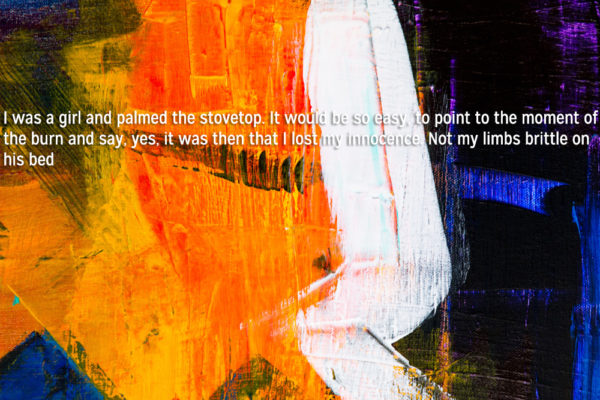 I was a girl and palmed the stovetop. It would be so easy, to point to the moment of
the burn and say, yes, it was then that I lost my innocence. Not my limbs brittle on
his bed